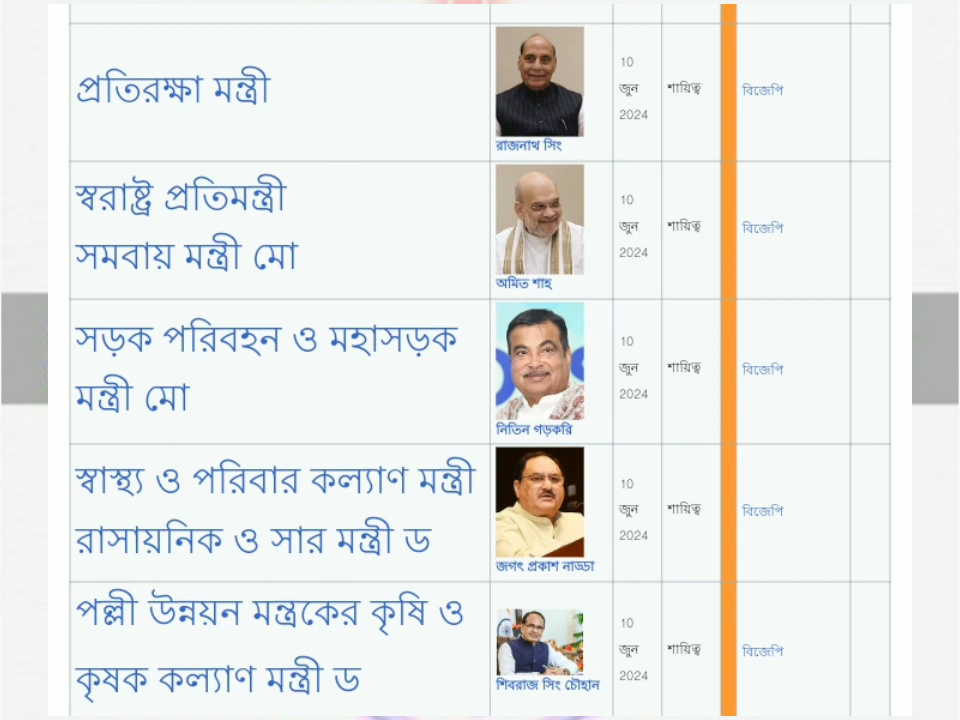 প্রতিরক্ষা মন্ত্রী
রাজনাথ সিং
10
জুন
2024
শায়িত্ব
বিজেপি
স্বরাষ্ট্র প্রতিমন্ত্রী
সমবায় মন্ত্রী মো
অমিত শাহ
10
জুন
2024
শায়িত্ব
বিজেপি
সড়ক পরিবহন ও মহাসড়ক
মন্ত্রী মো
নিতিন গড়করি
10
জুন
2024
শায়িত্ব
বিজেপি
স্বাস্থ্য ও পরিবার কল্যাণ মন্ত্রী
রাসায়নিক ও সার মন্ত্রী ড
জগৎ প্রকাশ নাড্ডা
10
জুন
2024
শায়িত্ব
বিজেপি
পল্লী উন্নয়ন মন্ত্রকের কৃষি ও
কৃষক কল্যাণ মন্ত্রী ড
শিবরাজ সিং চৌহান
10
জুন
2024
শায়িত্ব
বিজেপি